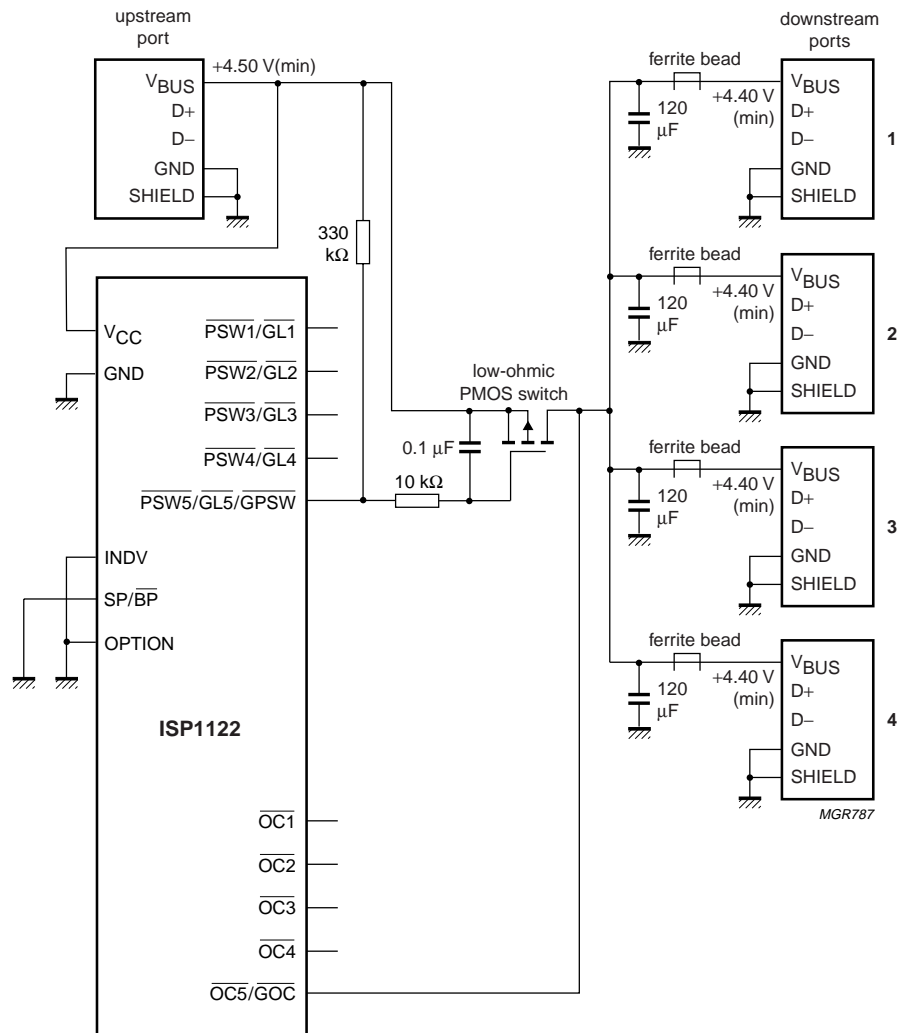 upstream
port
+4.50 V(min)
VBUS
D+
D−
GND
SHIELD
330
kΩ
VCC
GND
PSW1/GL1
PSW2/GL2
PSW3/GL3
PSW4/GL4
PSW5/GL5/GPSW
INDV
SP/BP
OPTION
ISP1122
OC1
OC2
OC3
OC4
OC5/GOC
low-ohmic
PMOS switch
0.1 μF
10 kΩ
downstream
ports
ferrite bead
+4.40 V
(min)
120
μF
VBUS
D+
D−
GND
SHIELD
1
ferrite bead
+4.40 V
(min)
120
μF
VBUS
D+
D−
GND
SHIELD
2
ferrite bead
+4.40 V
(min)
120
μF
VBUS
D+
D−
GND
SHIELD
3
ferrite bead
+4.40 V
(min)
120
μF
VBUS
D+
D−
GND
SHIELD
4
MGR787